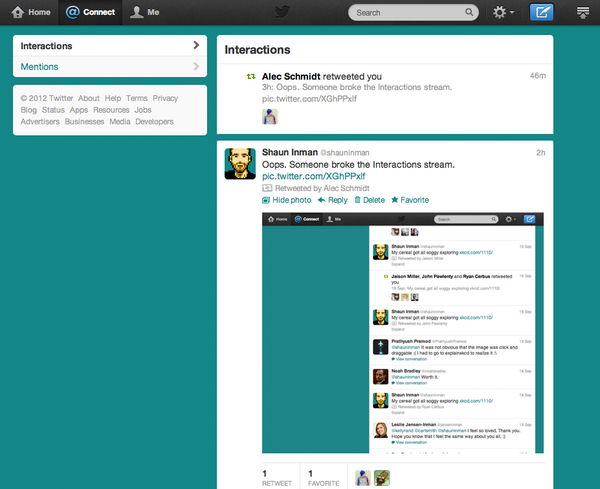 Home
Connect
Me
Search
Interactions
Mentions
© 2012 Twitter About Help Terms Privacy
Blog Status Apps Resources Jobs
Advertisers Businesses Media Developers
Interactions
Alec Schmidt retweeted you
46m
3h: Oops. Someone broke the Interactions stream.
pic.twitter.com/XGhPPxlf
Shaun Inman @shauninman
2h
Oops. Someone broke the Interactions stream.
pic.twitter.com/XGhPPxlf
Retweeted by Alec Schmidt
Hide photo Reply Delete Favorite
Home Connect Me Search
Shaun Inman @shauninman
19 Sep
My cereal got all soggy exploring xkcd.com/1110/
Retweeted by
Expand
Jaison Miller, John Pawlenty and Ryan Cerbus retweeted
you
19 Sep: My cereal got all soggy exploring xkcd.com/1110/
Shaun Inman @shauninman
19 Sep
My cereal got all soggy exploring xkcd.com/1110/
Retweeted by John Pawlenty
Expand
Prathyush Pramod @PrathyushPramod
19 Sep
@shauninman It was not obvious that the image was click and
draggable :( I had to go to explainxkcd to realize it :\
View conversation
Noah Bradley
19 Sep
@shauninman Worth it.
View conversation
Shaun Inman @shauninman
19 Sep
My cereal got all soggy exploring xkcd.com/1110/
Retweeted by Ryan Cerbus
Expand
Leslie Jensen-Inman
19 Sep
@kellyrand @cartsmith @shauninman I feel so loved. Thank you.
Hope you know that I feel the same way about you all. :)
View conversation
1 1
RETWEET FAVORITE